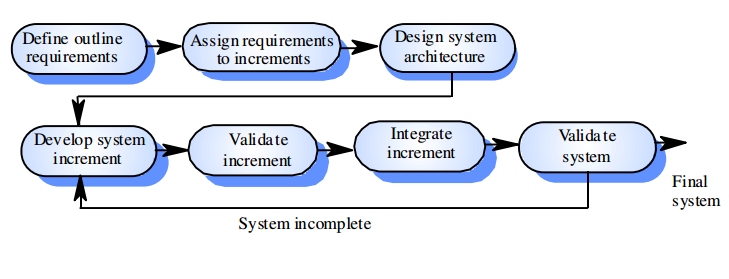 Define outline
requirements
Assign requirements
to increments
Design system
architecture
Develop system
increment
Validate
increment
Integrate
increment
Validate
system
Final
system
System incomplete